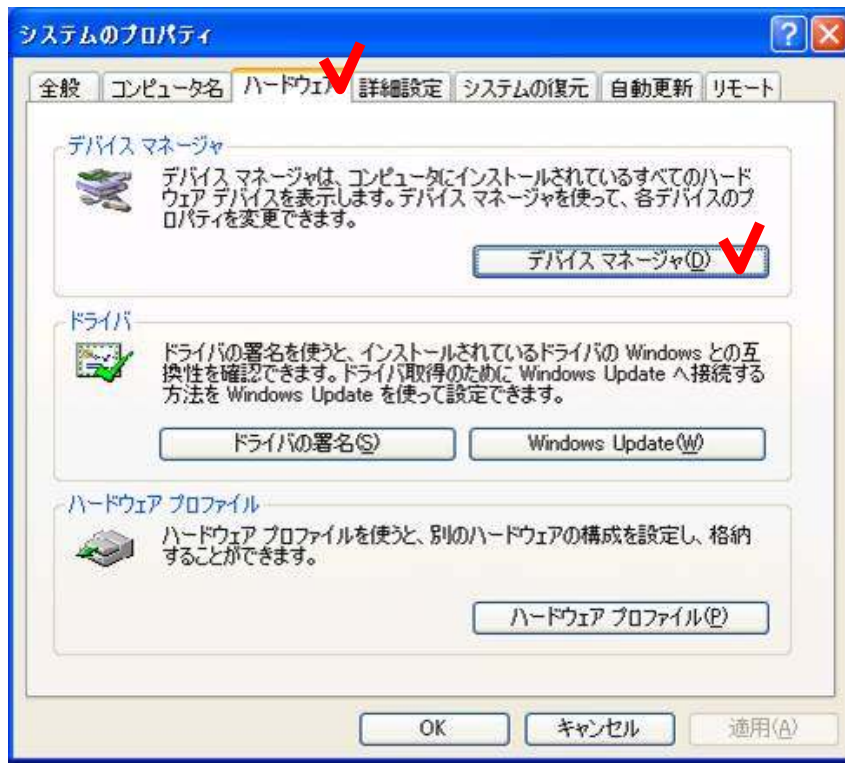 システムのプロパティ
全般 コンピュータ名 ハードウェア 詳細設定 システムの復元 自動更新 リモート
デバイス マネージャ
デバイス マネージャは、コンピュータにインストールされているすべてのハード
ウェア デバイスを表示します。デバイス マネージャを使って、各デバイスのプ
ロパティを変更できます。
デバイス マネージャ(D)
ドライバ
ドライバの署名を使うと、インストールされているドライバの Windows との互
換性を確認できます。ドライバ取得のために Windows Update へ接続する
方法を Windows Update を使って設定できます。
ドライバの署名(S) Windows Update(W)
ハードウェア プロファイル
ハードウェア プロファイルを使うと、別のハードウェアの構成を設定し、格納
することができます。
ハードウェア プロファイル(P)
OK キャンセル 適用(A)